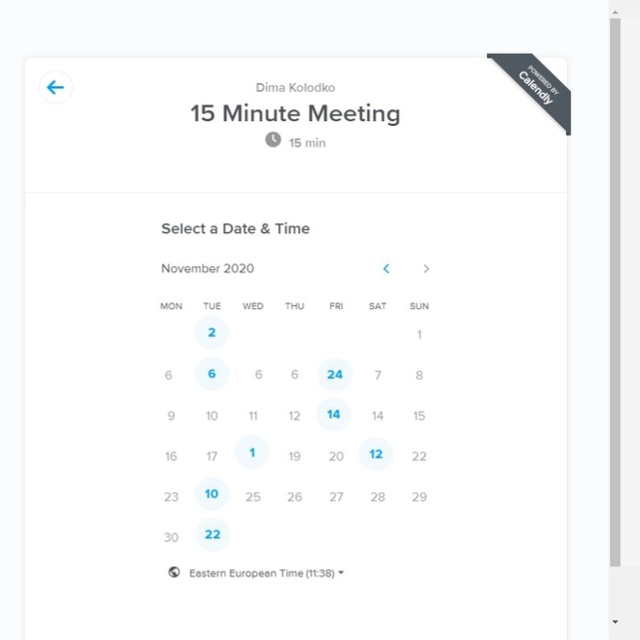 POWERED BY
Calendly
Dima Kolodko
15 Minute Meeting
15 min
Select a Date & Time
November 2020
MON TUE WED THU FRI SAT SUN
2 1
6 6 6 6 24 7 8
9 10 11 12 14 14 15
16 17 1 19 20 12 22
23 10 25 26 27 28 29
30 22
Eastern European Time (11:38)